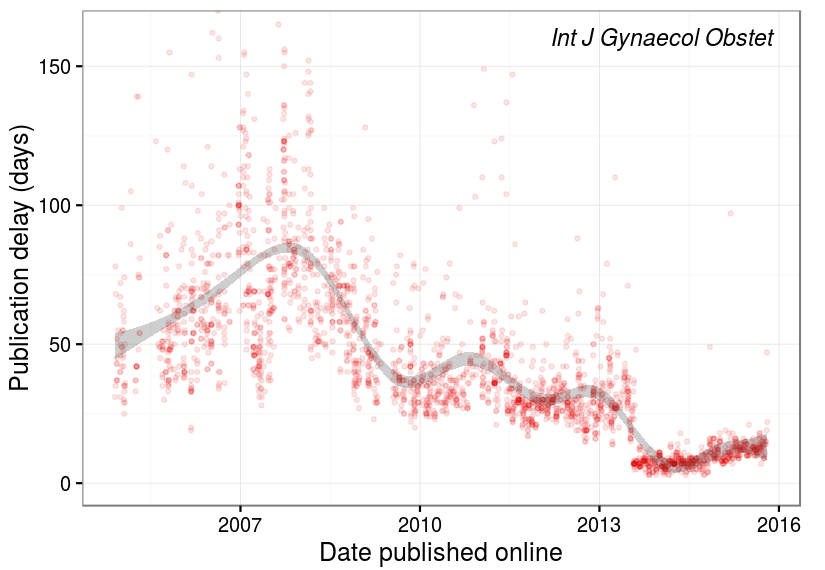 Int J Gynaecol Obstet
150
100
50
0
Publication delay (days)
2007 2010 2013 2016
Date published online